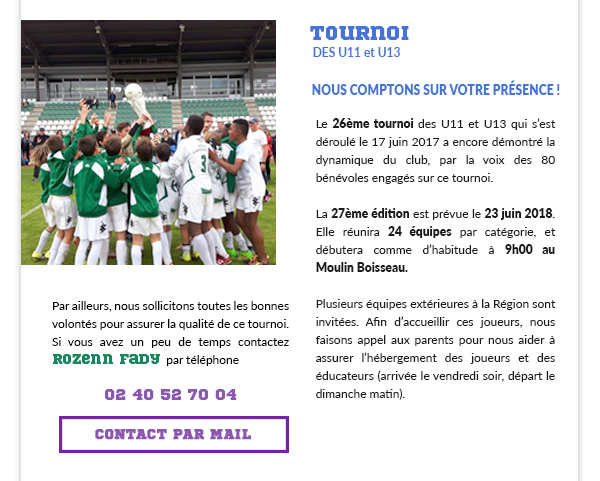 TOURNOI
DES U11 et U13
NOUS COMPTONS SUR VOTRE PRÉSENCE !
Le 26ème tournoi des U11 et U13 qui s’est
déroulé le 17 juin 2017 a encore démontré la
dynamique du club, par la voix des 80
bénévoles engagés sur ce tournoi.
La 27ème édition est prévue le 23 juin 2018.
Elle réunira 24 équipes par catégorie, et
débutera comme d’habitude à 9h00 au
Moulin Boisseau.
Plusieurs équipes extérieures à la Région sont
invitées. Afin d’accueillir ces joueurs, nous
faisons appel aux parents pour nous aider à
assurer l’hébergement des joueurs et des
éducateurs (arrivée le vendredi soir, départ le
dimanche matin).
Par ailleurs, nous sollicitons toutes les bonnes
volontés pour assurer la qualité de ce tournoi.
Si vous avez un peu de temps contactez
Rozenn Fady par téléphone
02 40 52 70 04
CONTACT PAR MAIL